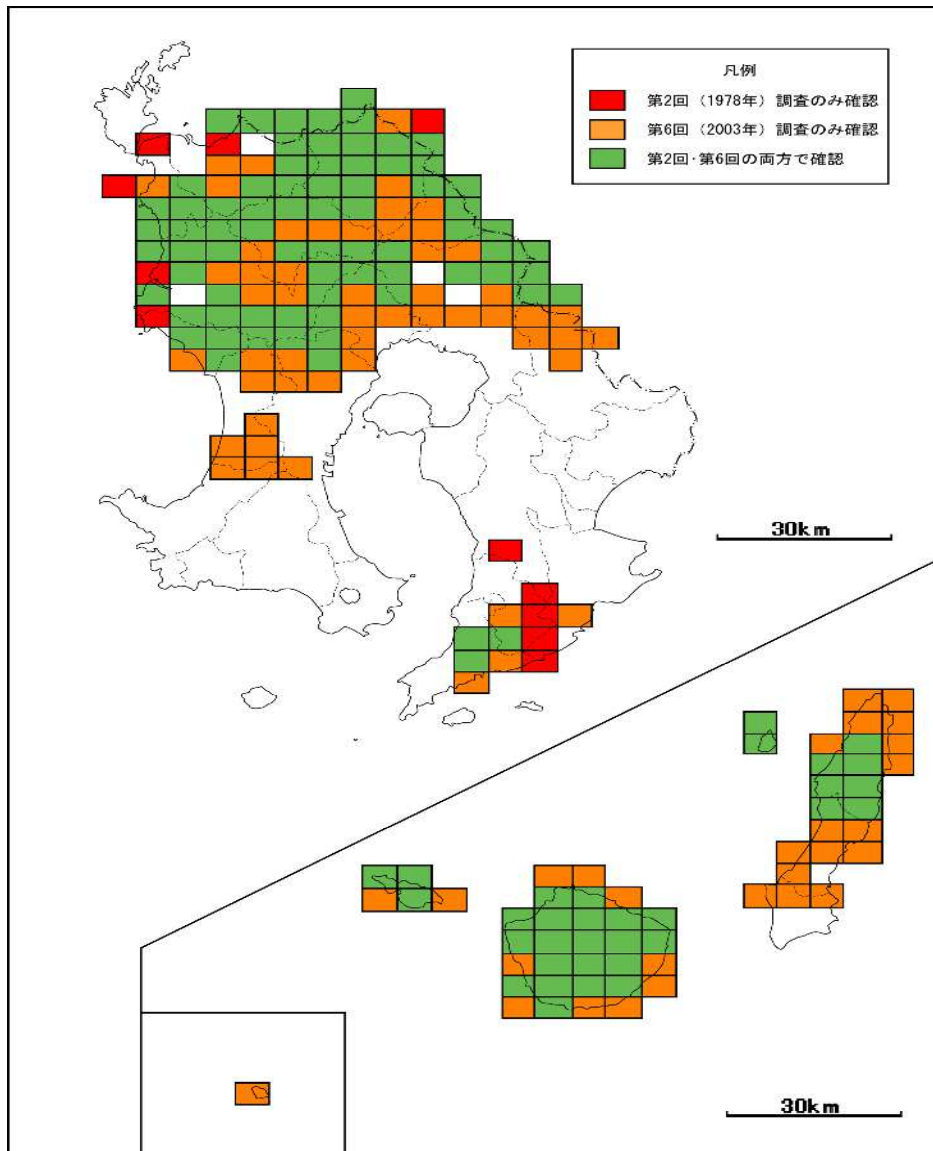 凡例
第2回（1978年）調査のみ確認
第6回（2003年）調査のみ確認
第2回・第6回の両方で確認
30km
30km